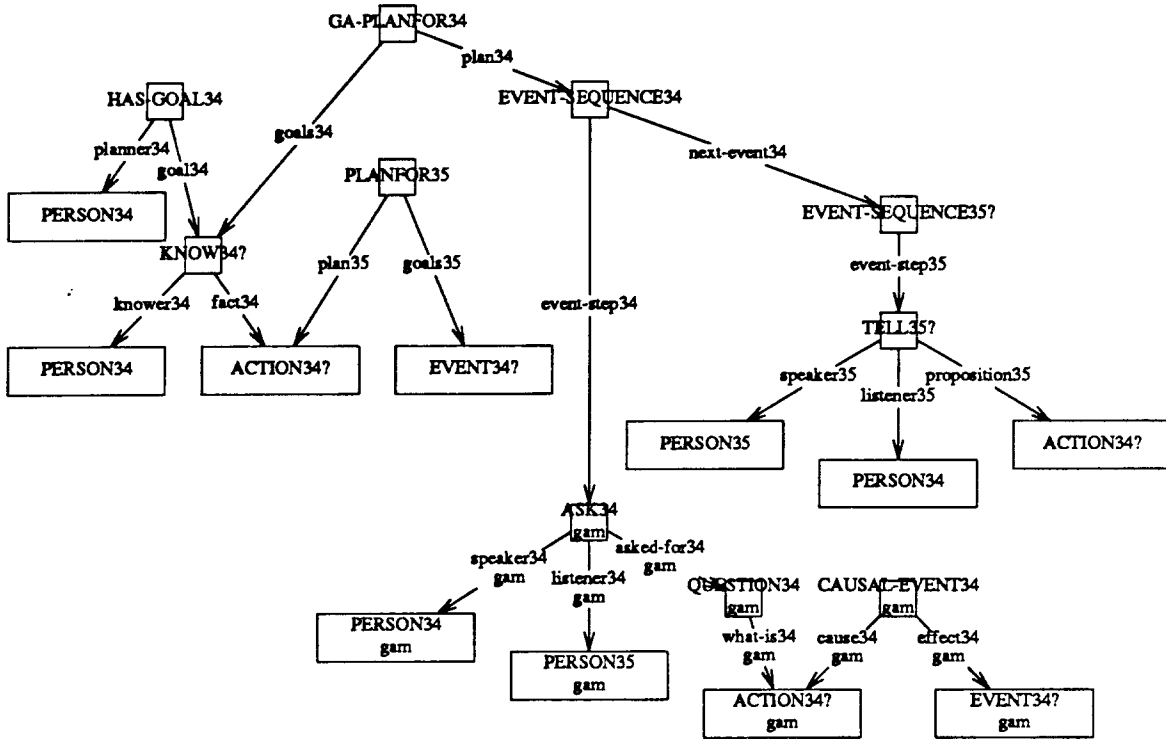 GA-PLANFOR34
plan34
HAS-GOAL34
EVENT-SEQUENCE34
goals34
planner34
goal34
next-event34
PLANFOR35
PERSON34
EVENT-SEQUENCE35?
KNOW34?
plan35
goals35
event-step35
knower34
fact34
event-step34
TELL35?
PERSON34
ACTION34?
EVENT34?
speaker35
proposition35
listener35
PERSON35
ACTION34?
PERSON34
ASK34
gam
speaker34
gam
asked-for34
gam
listener34
gam
QUESTION34
gam
CAUSAL-EVENT34
gam
PERSON34
gam
what-is34
gam
cause34
gam
effect34
gam
PERSON35
gam
ACTION34?
gam
EVENT34?
gam